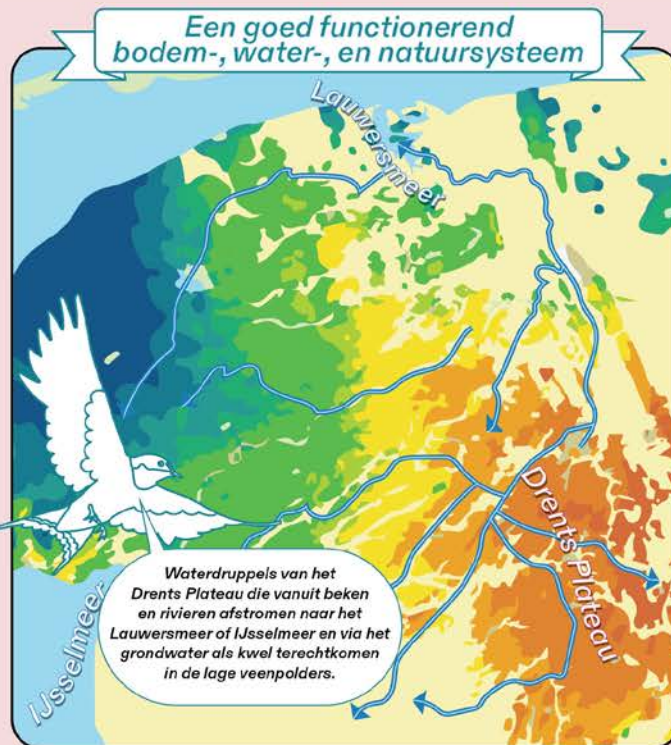 Een goed functionerend
bodem-, water-, en natuursysteem
Lauwersmeer
Drents Plateau
IJsselmeer
Waterdruppels van het
Drents Plateau die vanuit beken
en rivieren afstromen naar het
Lauwersmeer of IJsselmeer en via het
grondwater als kwel terechtkomen
in de lage veenpolders.